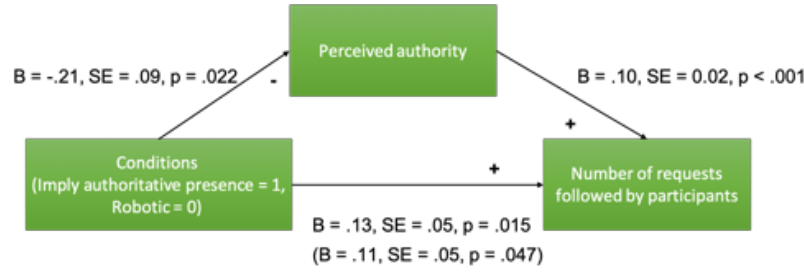 Perceived authority
B = -.21, SE = .09, p = .022
-
B = .10, SE = 0.02, p < .001
+
Conditions
(Imply authoritative presence = 1,
Robotic = 0)
+
Number of requests
followed by participants
B = .13, SE = .05, p = .015
(B = .11, SE = .05, p = .047)